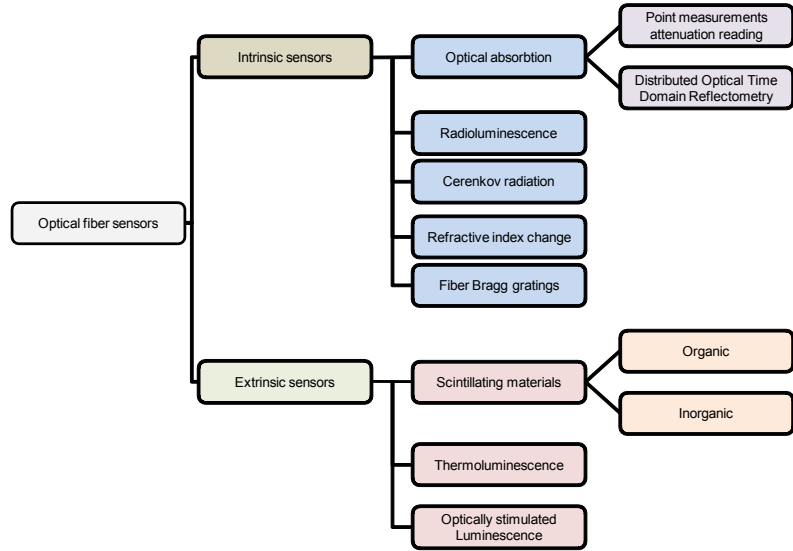 Point measurements
attenuation reading
Intrinsic sensors
Optical absorbtion
Distributed Optical Time
Domain Reflectometry
Radioluminescence
Cerenkov radiation
Optical fiber sensors
Refractive index change
Fiber Bragg gratings
Organic
Extrinsic sensors
Scintillating materials
Inorganic
Thermoluminescence
Optically stimulated
Luminescence